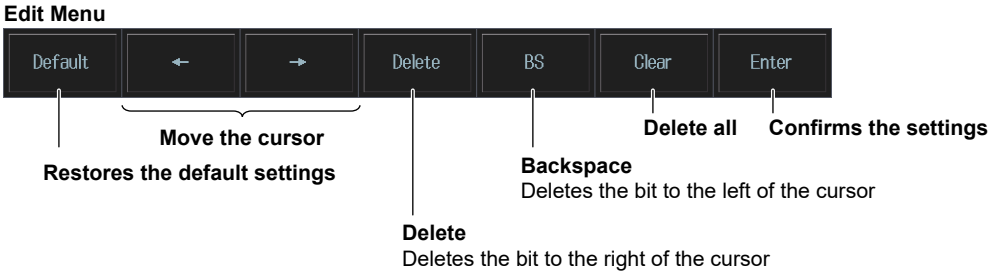 Edit Menu
Default ← → Delete BS Clear Enter
Move the cursor
Delete all
Confirms the settings
Restores the default settings
Backspace
Deletes the bit to the left of the cursor
Delete
Deletes the bit to the right of the cursor